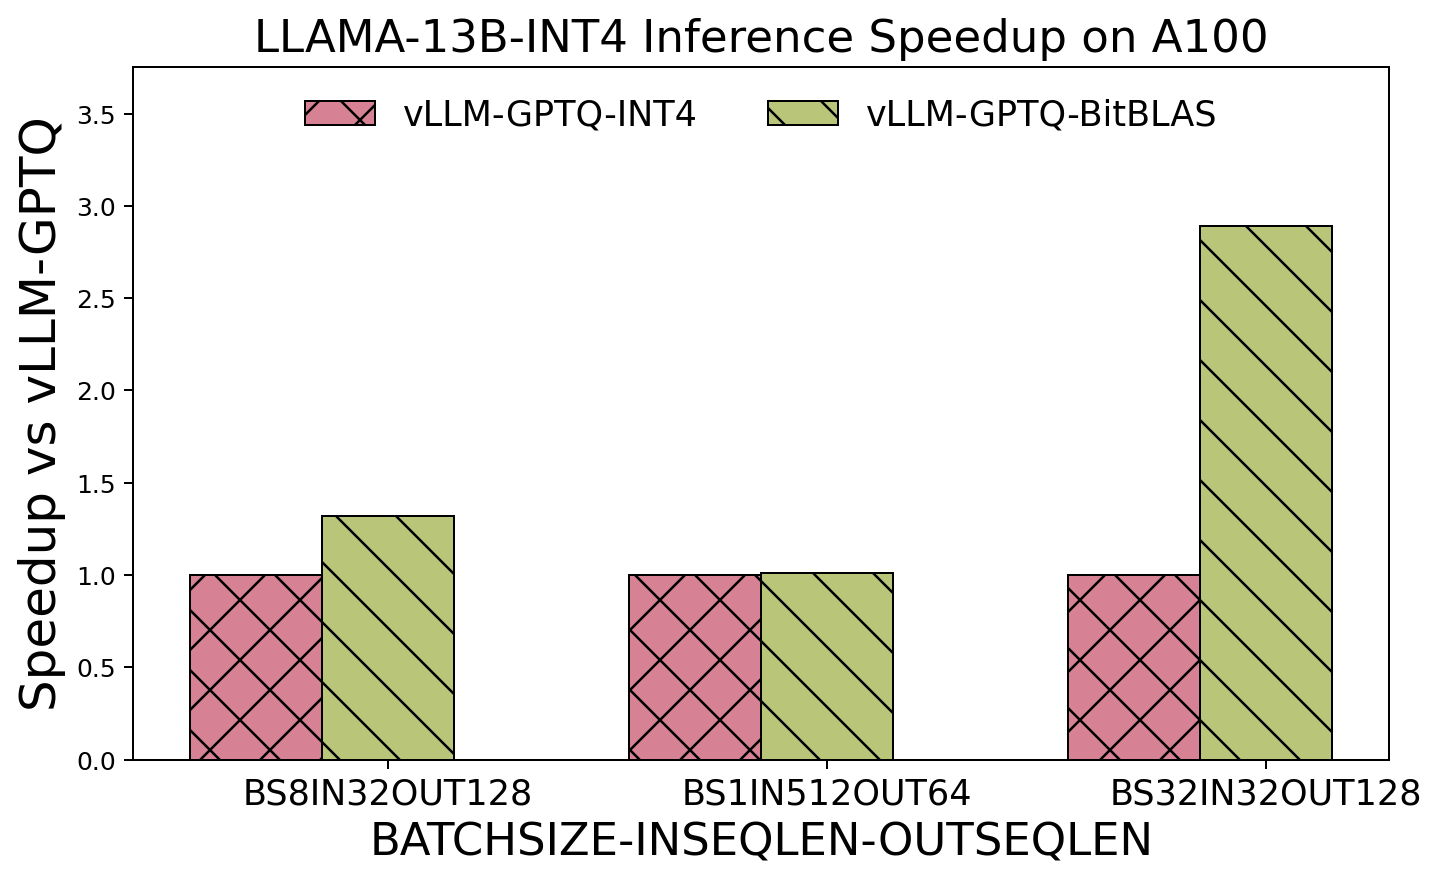 LLAMA-13B-INT4 Inference Speedup on A100
vLLM-GPTQ-INT4
vLLM-GPTQ-BitBLAS
Speedup vs vLLM-GPTQ
3.5
3.0
2.5
2.0
1.5
1.0
0.5
0.0
BS8IN32OUT128
BS1IN512OUT64
BS32IN32OUT128
BATCHSIZE-INSEQLEN-OUTSEQLEN